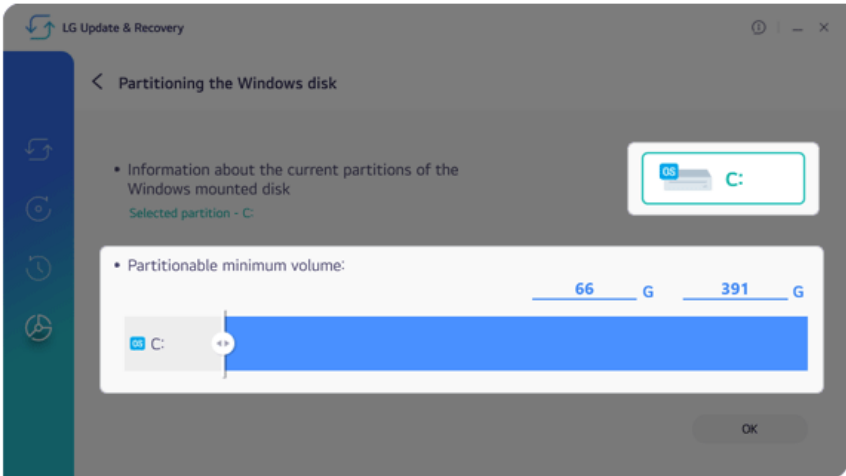 LG Update & Recovery
Partitioning the Windows disk
• Information about the current partitions of the
Windows mounted disk
Selected partition - C:
OS C:
• Partitionable minimum volume:
66 G 391 G
OS C:
OK